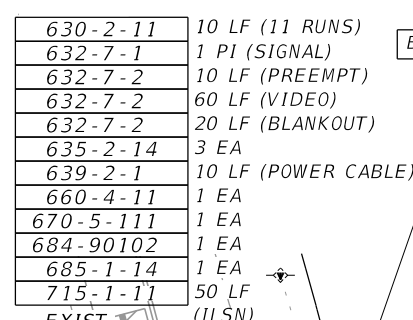 630-2-11 10 LF (11 RUNS)
632-7-1 1 PI (SIGNAL)
632-7-2 10 LF (PREEMPT)
632-7-2 60 LF (VIDEO)
632-7-2 20 LF (BLANKOUT)
635-2-14 3 EA
639-2-1 10 LF (POWER CABLE)
660-4-11 1 EA
670-5-111 1 EA
684-90102 1 EA
685-1-14 1 EA
715-1-11 50 LF
EXIST (ILSN)